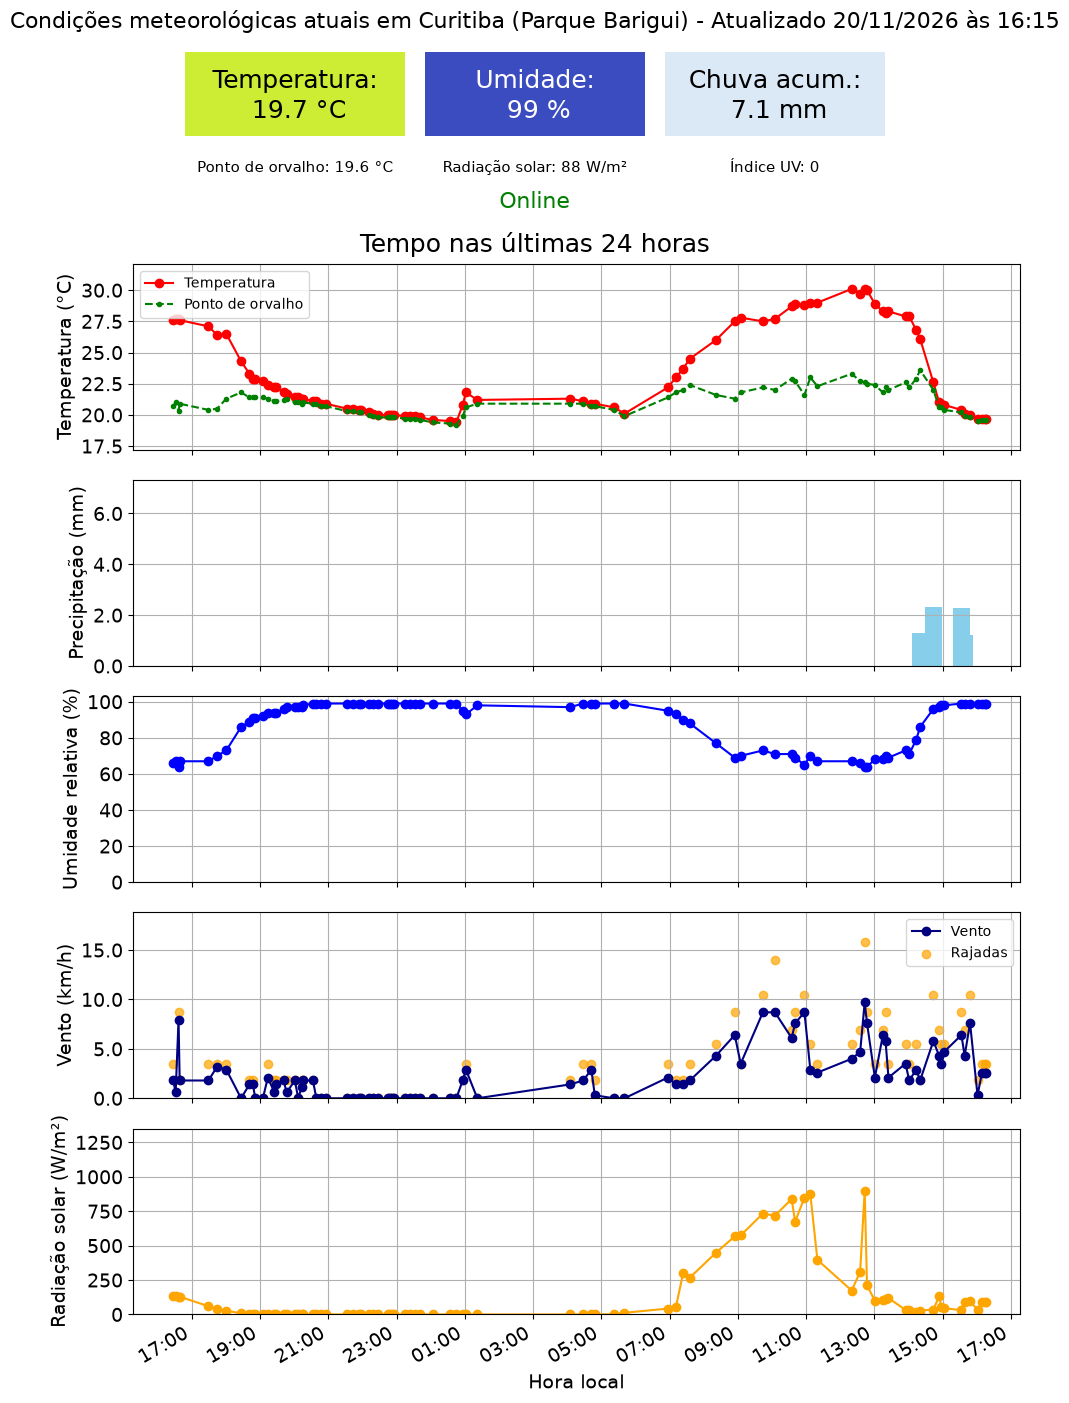 Condições meteorológicas atuais em Curitiba (Parque Barigui) - Atualizado 20/11/2026 às 16:15
Temperatura:
19.7 °C
Umidade:
99 %
Chuva acum.:
7.1 mm
Ponto de orvalho: 19.6 °C
Radiação solar: 88 W/m²
Índice UV: 0
Online
Tempo nas últimas 24 horas
Temperatura (°C)
30.0
27.5
25.0
22.5
20.0
17.5
Temperatura
Ponto de orvalho
Precipitação (mm)
6.0
4.0
2.0
0.0
Umidade relativa (%)
100
80
60
40
20
0
Vento (km/h)
15.0
10.0
5.0
0.0
Vento
Rajadas
Radiação solar (W/m²)
1250
1000
750
500
250
0
17:00
19:00
21:00
23:00
01:00
03:00
05:00
07:00
09:00
11:00
13:00
15:00
17:00
Hora local